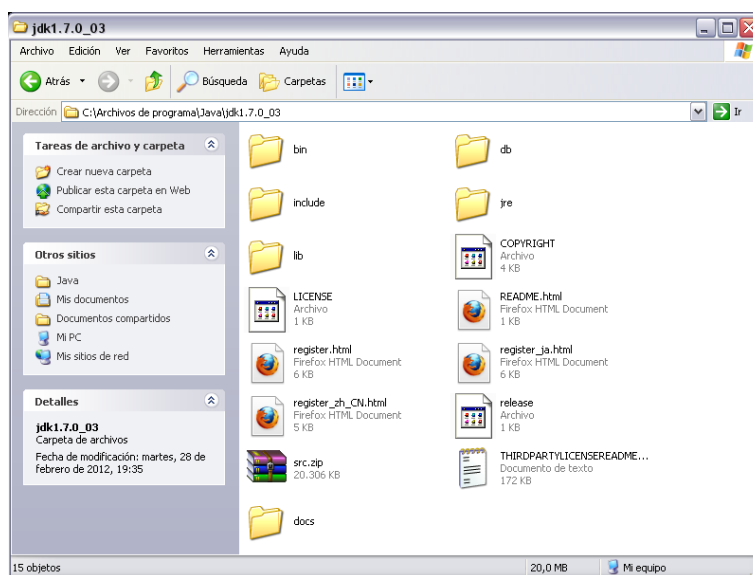 jdk1.7.0_03
Archivo Edición Ver Favoritos Herramientas Ayuda
Atrás Búsqueda Carpetas
Dirección C:\Archivos de programa\Java\jdk1.7.0_03 Ir
Tareas de archivo y carpeta
Crear nueva carpeta
Publicar esta carpeta en Web
Compartir esta carpeta
Otros sitios
Java
Mis documentos
Documentos compartidos
Mi PC
Mis sitios de red
Detalles
jdk1.7.0_03
Carpeta de archivos
Fecha de modificación: martes, 28 de
febrero de 2012, 19:35
bin
db
include
jre
lib
COPYRIGHT
Archivo
4 KB
LICENSE
Archivo
1 KB
README.html
Firefox HTML Document
1 KB
register.html
Firefox HTML Document
6 KB
register_ja.html
Firefox HTML Document
6 KB
register_zh_CN.html
Firefox HTML Document
5 KB
release
Archivo
1 KB
src.zip
20.306 KB
THIRDPARTYLICENSEREADME...
Documento de texto
172 KB
docs
15 objetos 20,0 MB Mi equipo